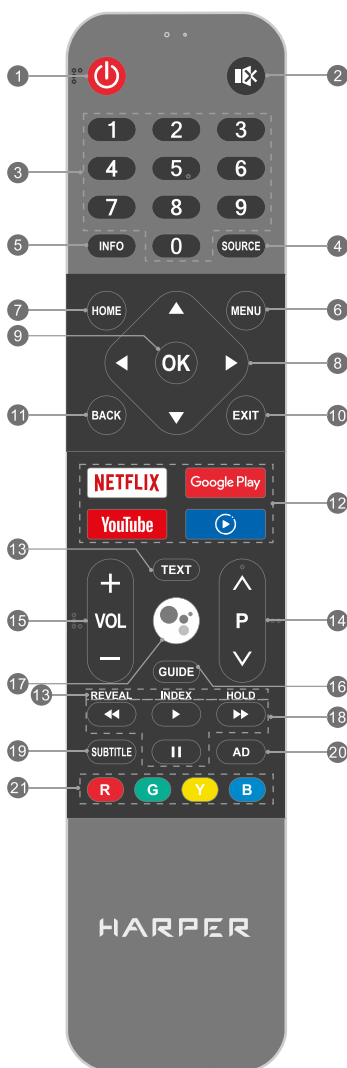 1
2
1 2 3
3
4 5 6
7 8 9
5
INFO 0 SOURCE
4
7
HOME
MENU
6
9
OK
8
11
BACK
EXIT
10
NETFLIX Google Play
12
YouTube
13
TEXT
15
+
VOL
−
P
14
17
GUIDE
16
13
REVEAL INDEX HOLD
18
19
SUBTITLE
AD
20
21
R G Y B
HARPER